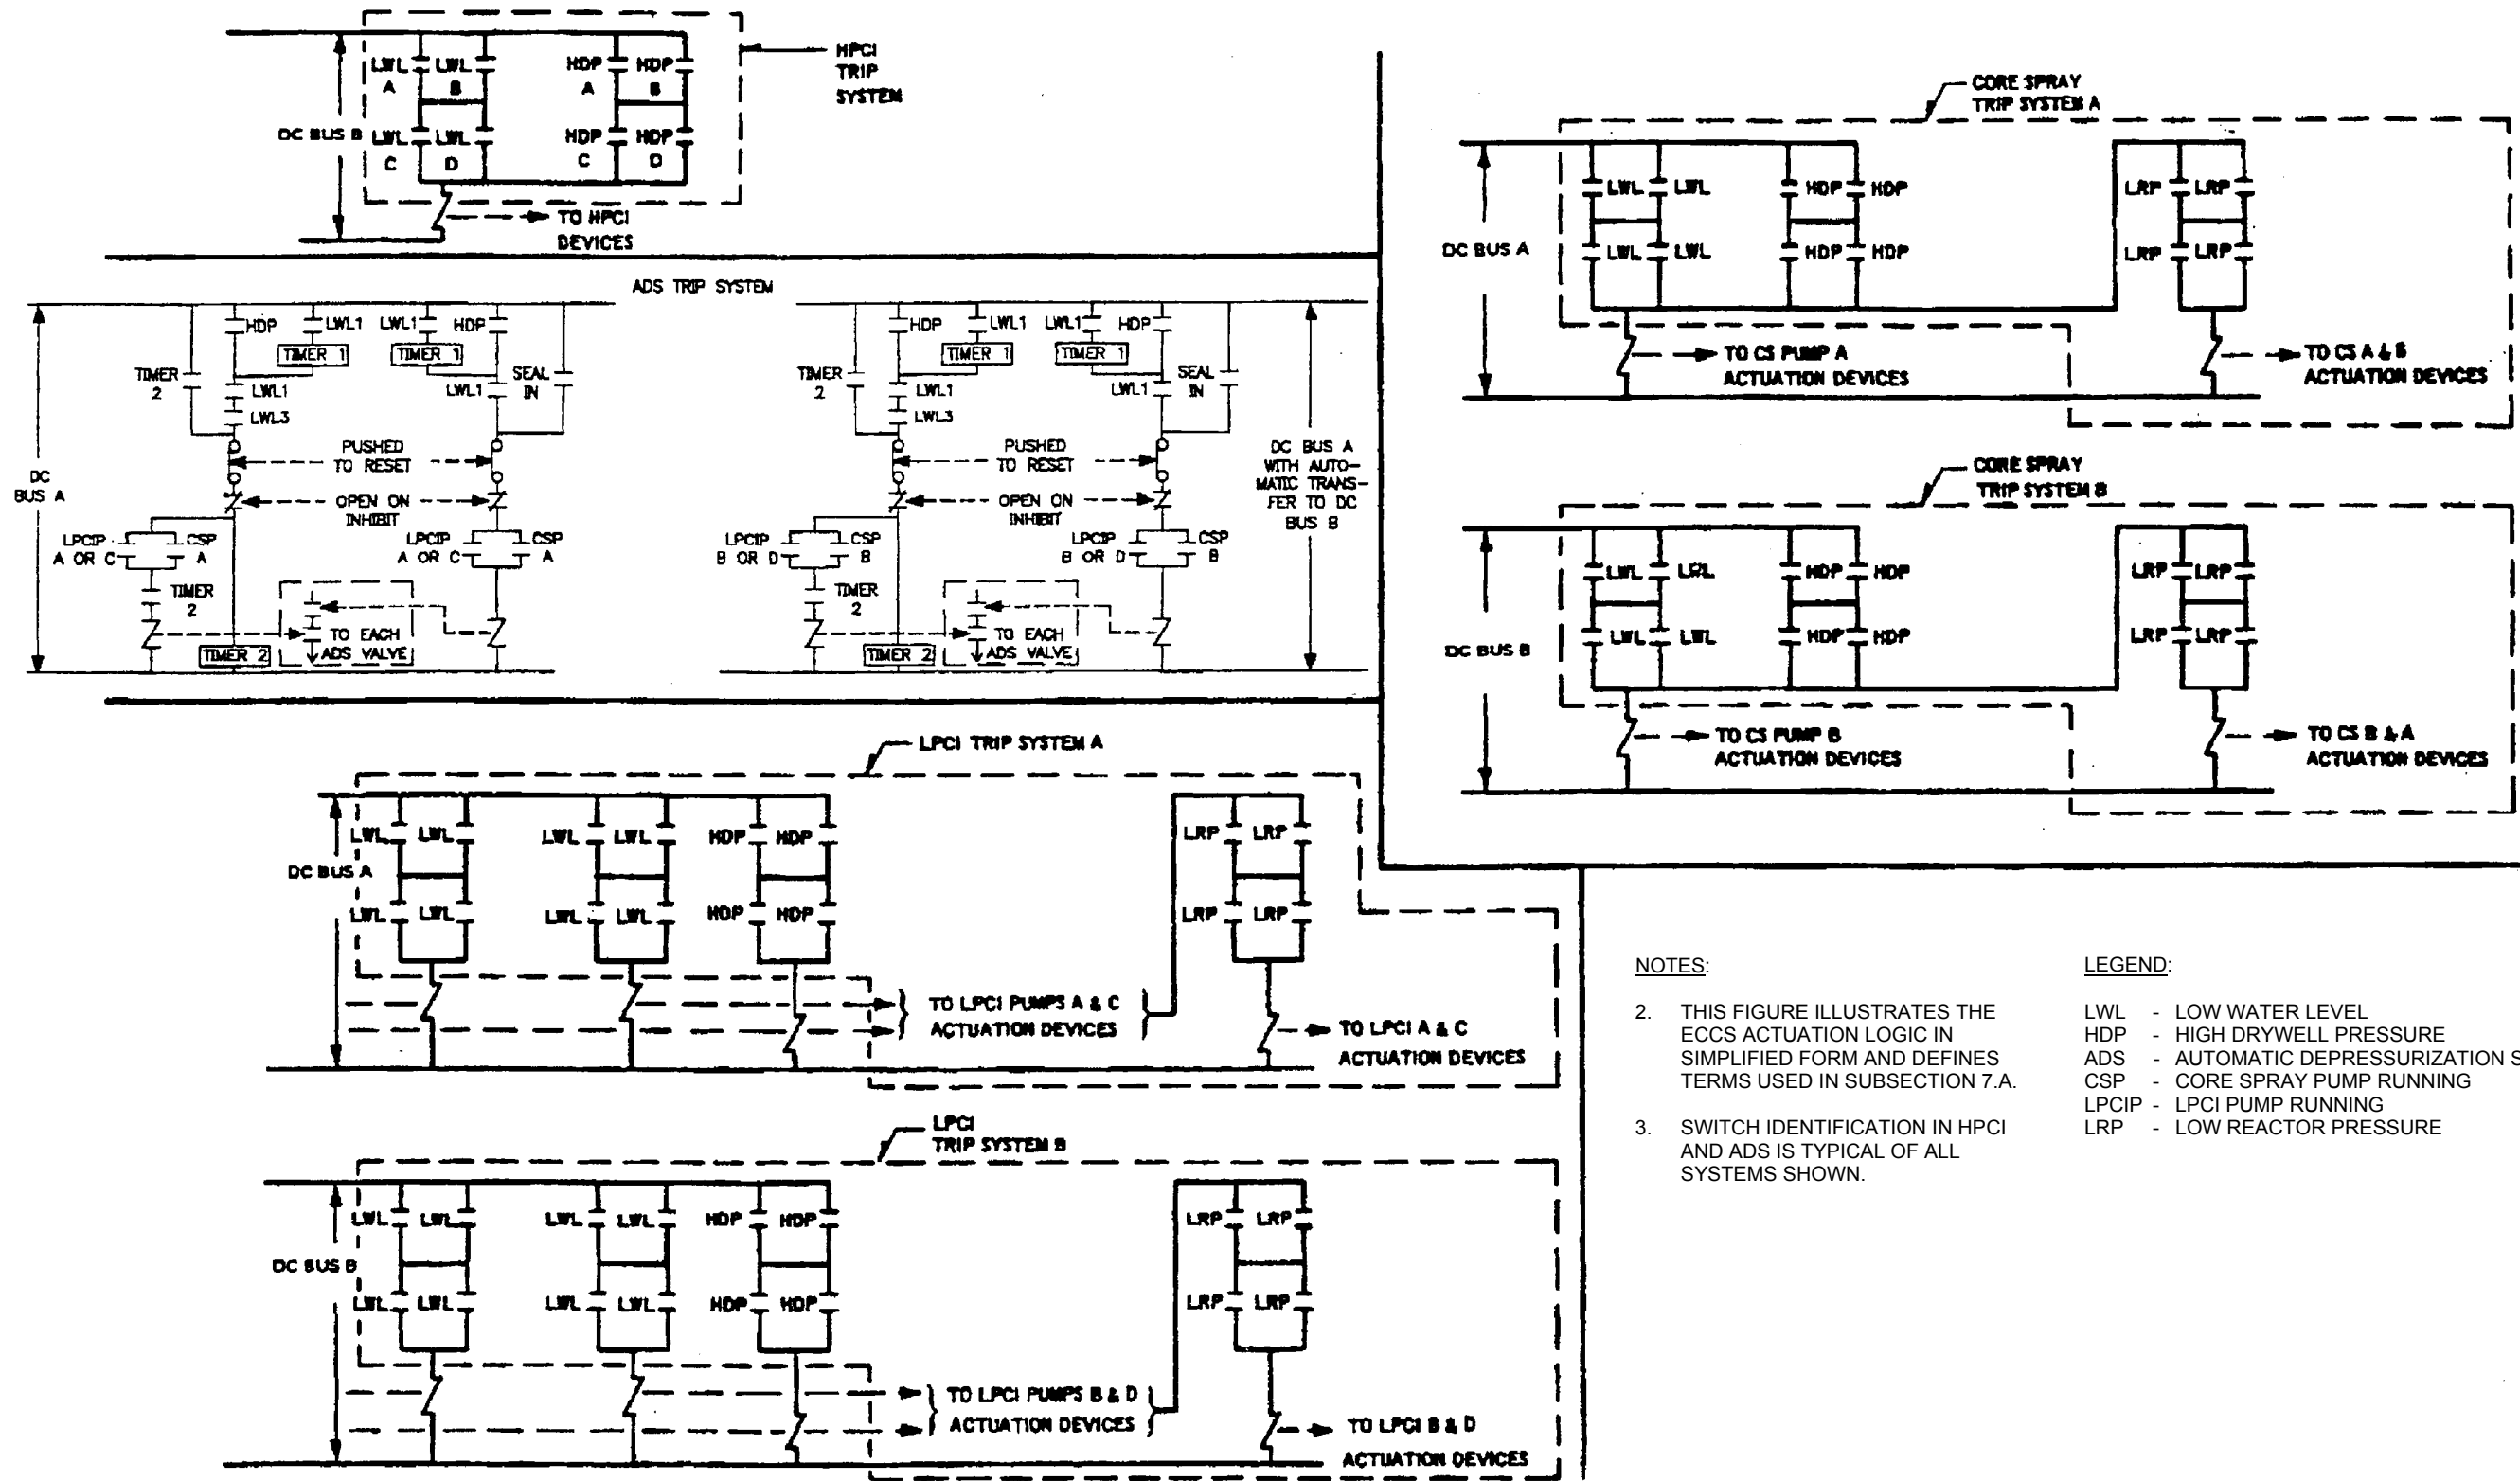 HPCI
TRIP
SYSTEM
LWL LWL HDP HDP
A B A B
DC BUS B
LWL LWL HDP HDP
C D C D
TO HPCI
DEVICES
ADS TRIP SYSTEM
DC
BUS A
HDP LWL1 LWL1 HDP
TIMER 1 TIMER 1
TIMER
2
LWL1 LWL1
SEAL
IN
LWL3
PUSHED
TO RESET
OPEN ON
INHIBIT
LPCIP
A OR C
CSP
A
LPCIP
A OR C
CSP
A
TIMER
2
TO EACH
ADS VALVE
TIMER 2
HDP LWL1 LWL1 HDP
TIMER 1 TIMER 1
TIMER
2
LWL1 LWL1
SEAL
IN
LWL3
PUSHED
TO RESET
OPEN ON
INHIBIT
DC BUS A
WITH AUTO-
MATIC TRANS-
FER TO DC
BUS B
LPCIP
B OR D
CSP
B
LPCIP
B OR D
CSP
B
TIMER
2
TO EACH
ADS VALVE
TIMER 2
LPCI TRIP SYSTEM A
LWL LWL LWL LWL HDP HDP LRP LRP
DC BUS A
LWL LWL LWL LWL HDP HDP LRP LRP
TO LPCI PUMPS A & C
ACTUATION DEVICES
TO LPCI A & C
ACTUATION DEVICES
LPCI
TRIP SYSTEM B
LWL LWL LWL LWL HDP HDP LRP LRP
DC BUS B
LWL LWL LWL LWL HDP HDP LRP LRP
TO LPCI PUMPS B & D
ACTUATION DEVICES
TO LPCI B & D
ACTUATION DEVICES
CORE SPRAY
TRIP SYSTEM A
LWL LWL HDP HDP LRP LRP
DC BUS A
LWL LWL HDP HDP LRP LRP
TO CS PUMP A
ACTUATION DEVICES
TO CS A & B
ACTUATION DEVICES
CORE SPRAY
TRIP SYSTEM B
LWL LWL HDP HDP LRP LRP
DC BUS B
LWL LWL HDP HDP LRP LRP
TO CS PUMP B
ACTUATION DEVICES
TO CS B & A
ACTUATION DEVICES
NOTES:
2. THIS FIGURE ILLUSTRATES THE
ECCS ACTUATION LOGIC IN
SIMPLIFIED FORM AND DEFINES
TERMS USED IN SUBSECTION 7.A.
3. SWITCH IDENTIFICATION IN HPCI
AND ADS IS TYPICAL OF ALL
SYSTEMS SHOWN.
LEGEND:
LWL - LOW WATER LEVEL
HDP - HIGH DRYWELL PRESSURE
ADS - AUTOMATIC DEPRESSURIZATION S
CSP - CORE SPRAY PUMP RUNNING
LPCIP - LPCI PUMP RUNNING
LRP - LOW REACTOR PRESSURE